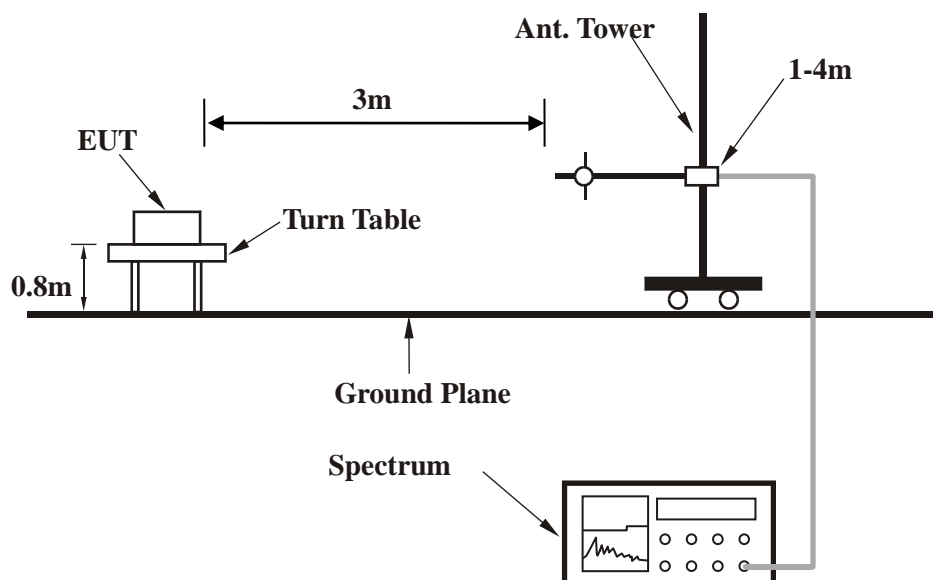 Ant. Tower
1-4m
3m
EUT
Turn Table
0.8m
Ground Plane
Spectrum